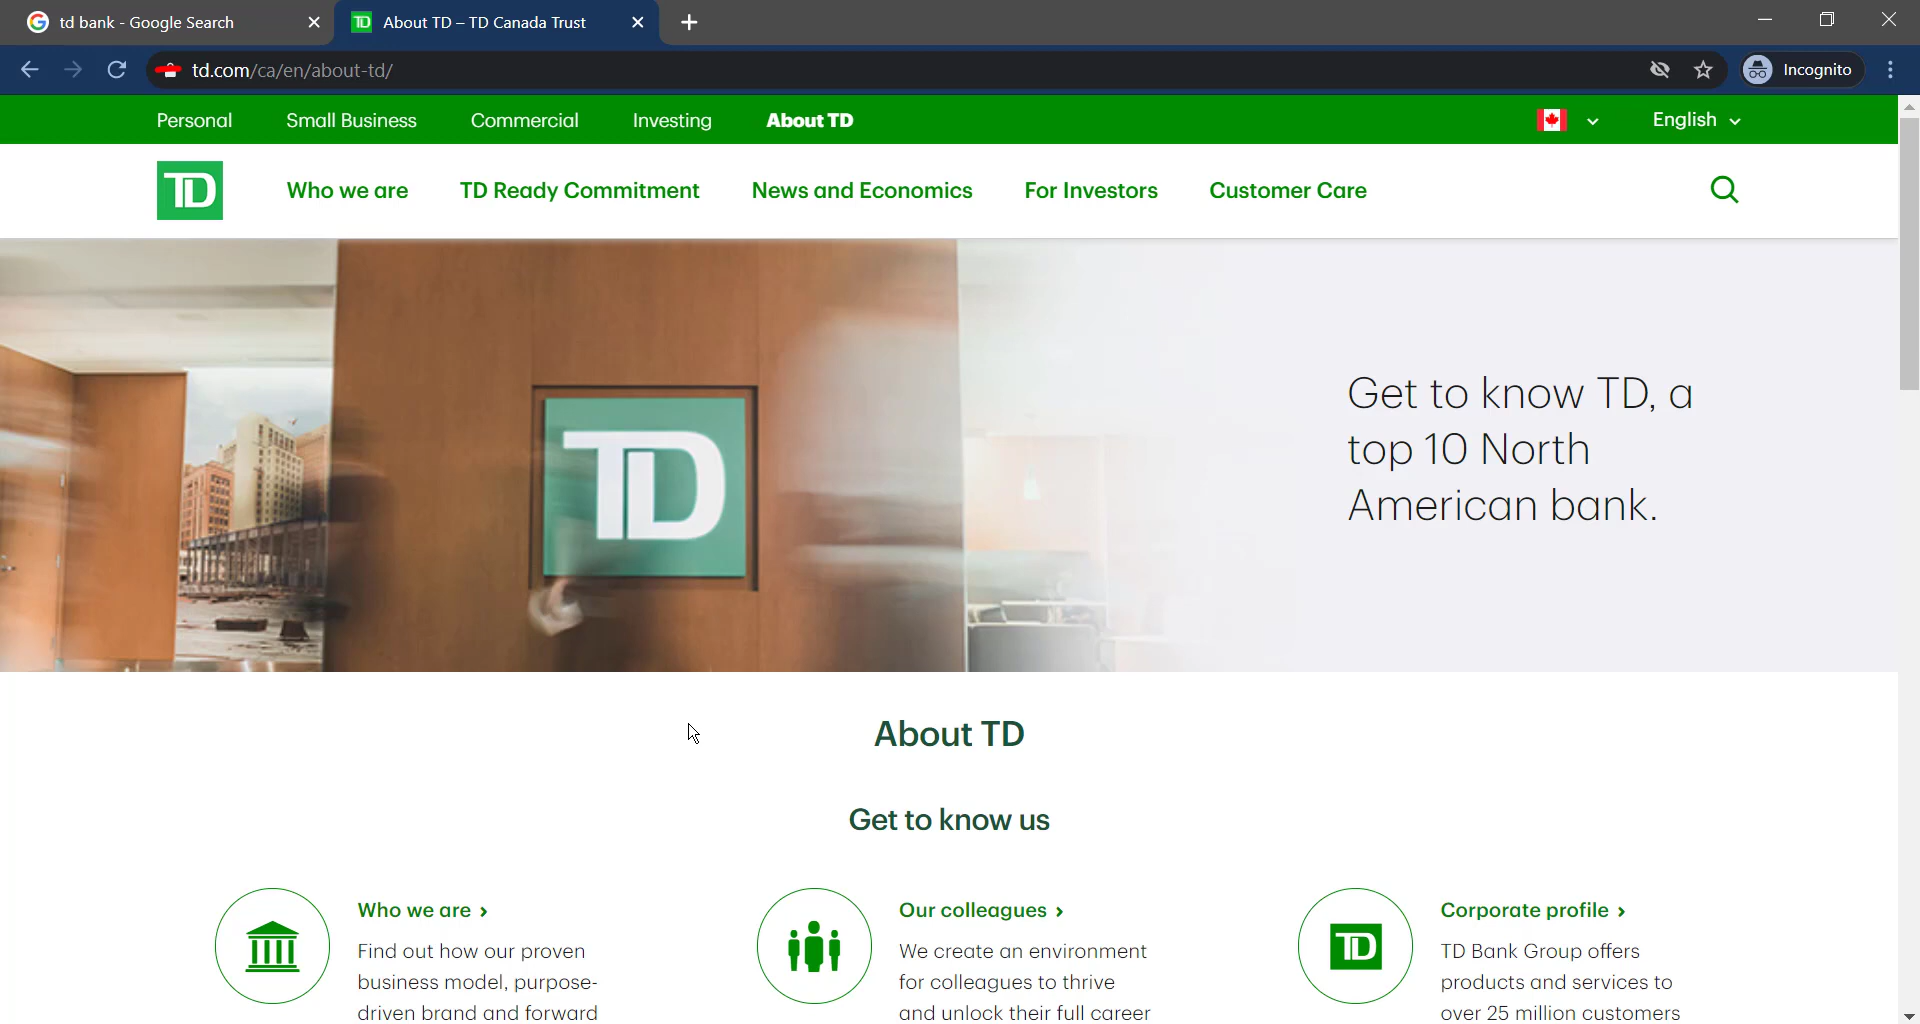 td bank - Google Search
About TD – TD Canada Trust
td.com/ca/en/about-td/
Incognito
Personal
Small Business
Commercial
Investing
About TD
English
TD
Who we are
TD Ready Commitment
News and Economics
For Investors
Customer Care
TD
Get to know TD, a
top 10 North
American bank.
About TD
Get to know us
Who we are ›
Find out how our proven
business model, purpose-
driven brand and forward
Our colleagues ›
We create an environment
for colleagues to thrive
and unlock their full career
TD
Corporate profile ›
TD Bank Group offers
products and services to
over 25 million customers